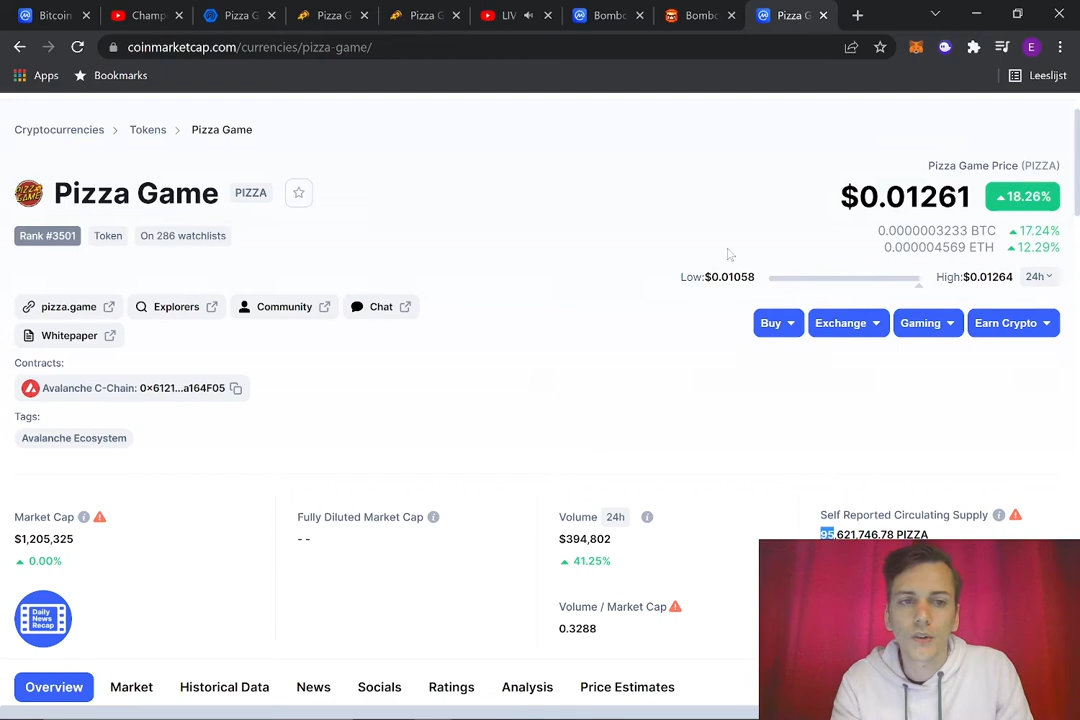 Bitcoin
Champ
Pizza G
Pizza G
Pizza G
LIV
Bombc
Bombc
Pizza G
coinmarketcap.com/currencies/pizza-game/
E
Apps
Bookmarks
Leeslijst
Cryptocurrencies > Tokens > Pizza Game
Pizza Game Price (PIZZA)
Pizza Game PIZZA
$0.01261 18.26%
0.0000003233 BTC 17.24%
Rank #3501 Token On 286 watchlists
0.000004569 ETH 12.29%
Low:$0.01058 High:$0.01264 24h
pizza.game Explorers Community Chat
Buy Exchange Gaming Earn Crypto
Whitepaper
Contracts:
Avalanche C-Chain: 0x6121...a164F05
Tags:
Avalanche Ecosystem
Market Cap
Fully Diluted Market Cap
Volume 24h
Self Reported Circulating Supply
$1,205,325
- -
$394,802
95,621,746.78 PIZZA
0.00%
41.25%
Volume / Market Cap
0.3288
Daily
News
Recap
Overview Market Historical Data News Socials Ratings Analysis Price Estimates